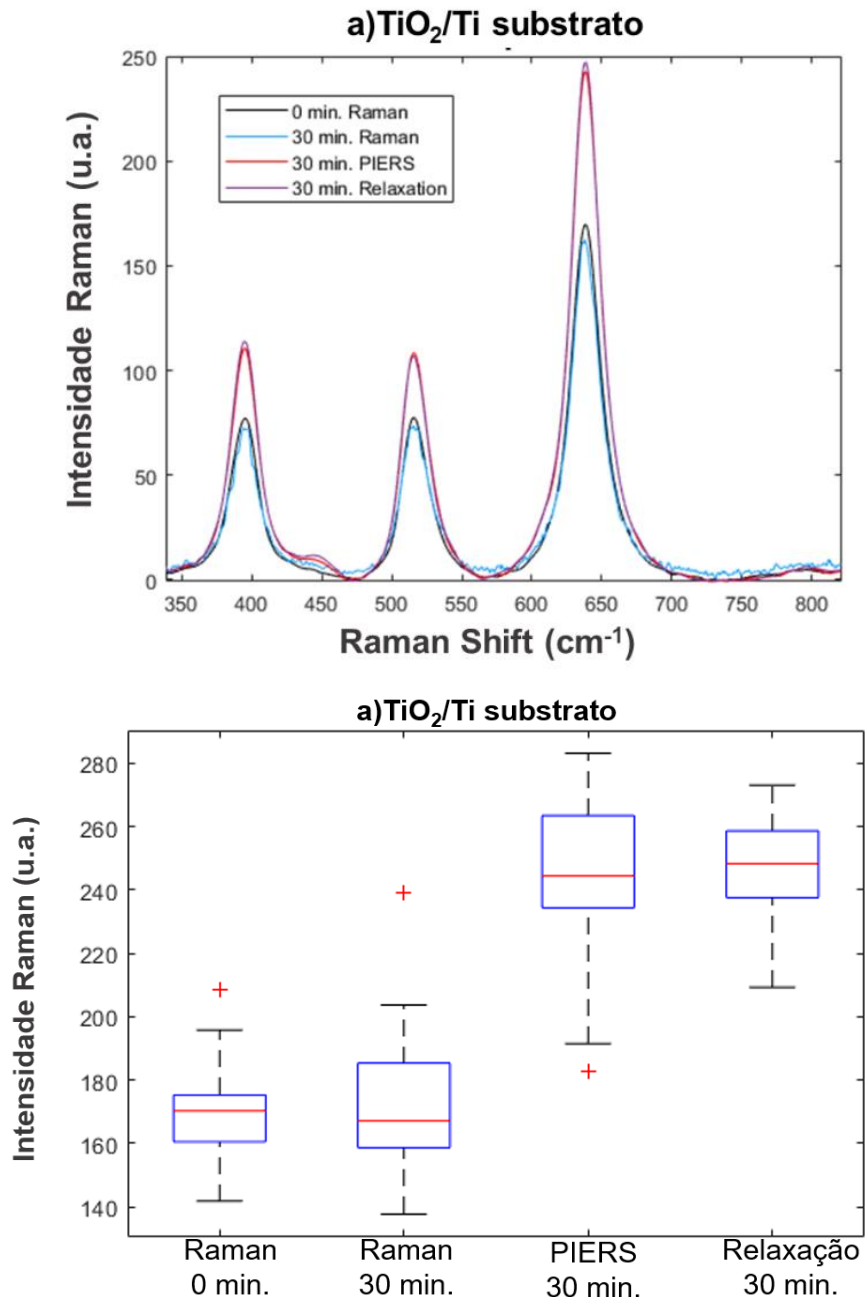 a)TiO₂/Ti substrato
250
200
150
100
50
0
Intensidade Raman (u.a.)
0 min. Raman
30 min. Raman
30 min. PIERS
30 min. Relaxation
350 400 450 500 550 600 650 700 750 800
Raman Shift (cm⁻¹)
a)TiO₂/Ti substrato
280
260
240
220
200
180
160
140
Intensidade Raman (u.a.)
Raman Raman PIERS Relaxação
0 min. 30 min. 30 min. 30 min.